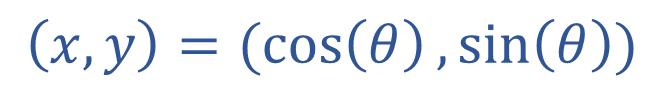 (x, y) = (cos(θ) , sin(θ))